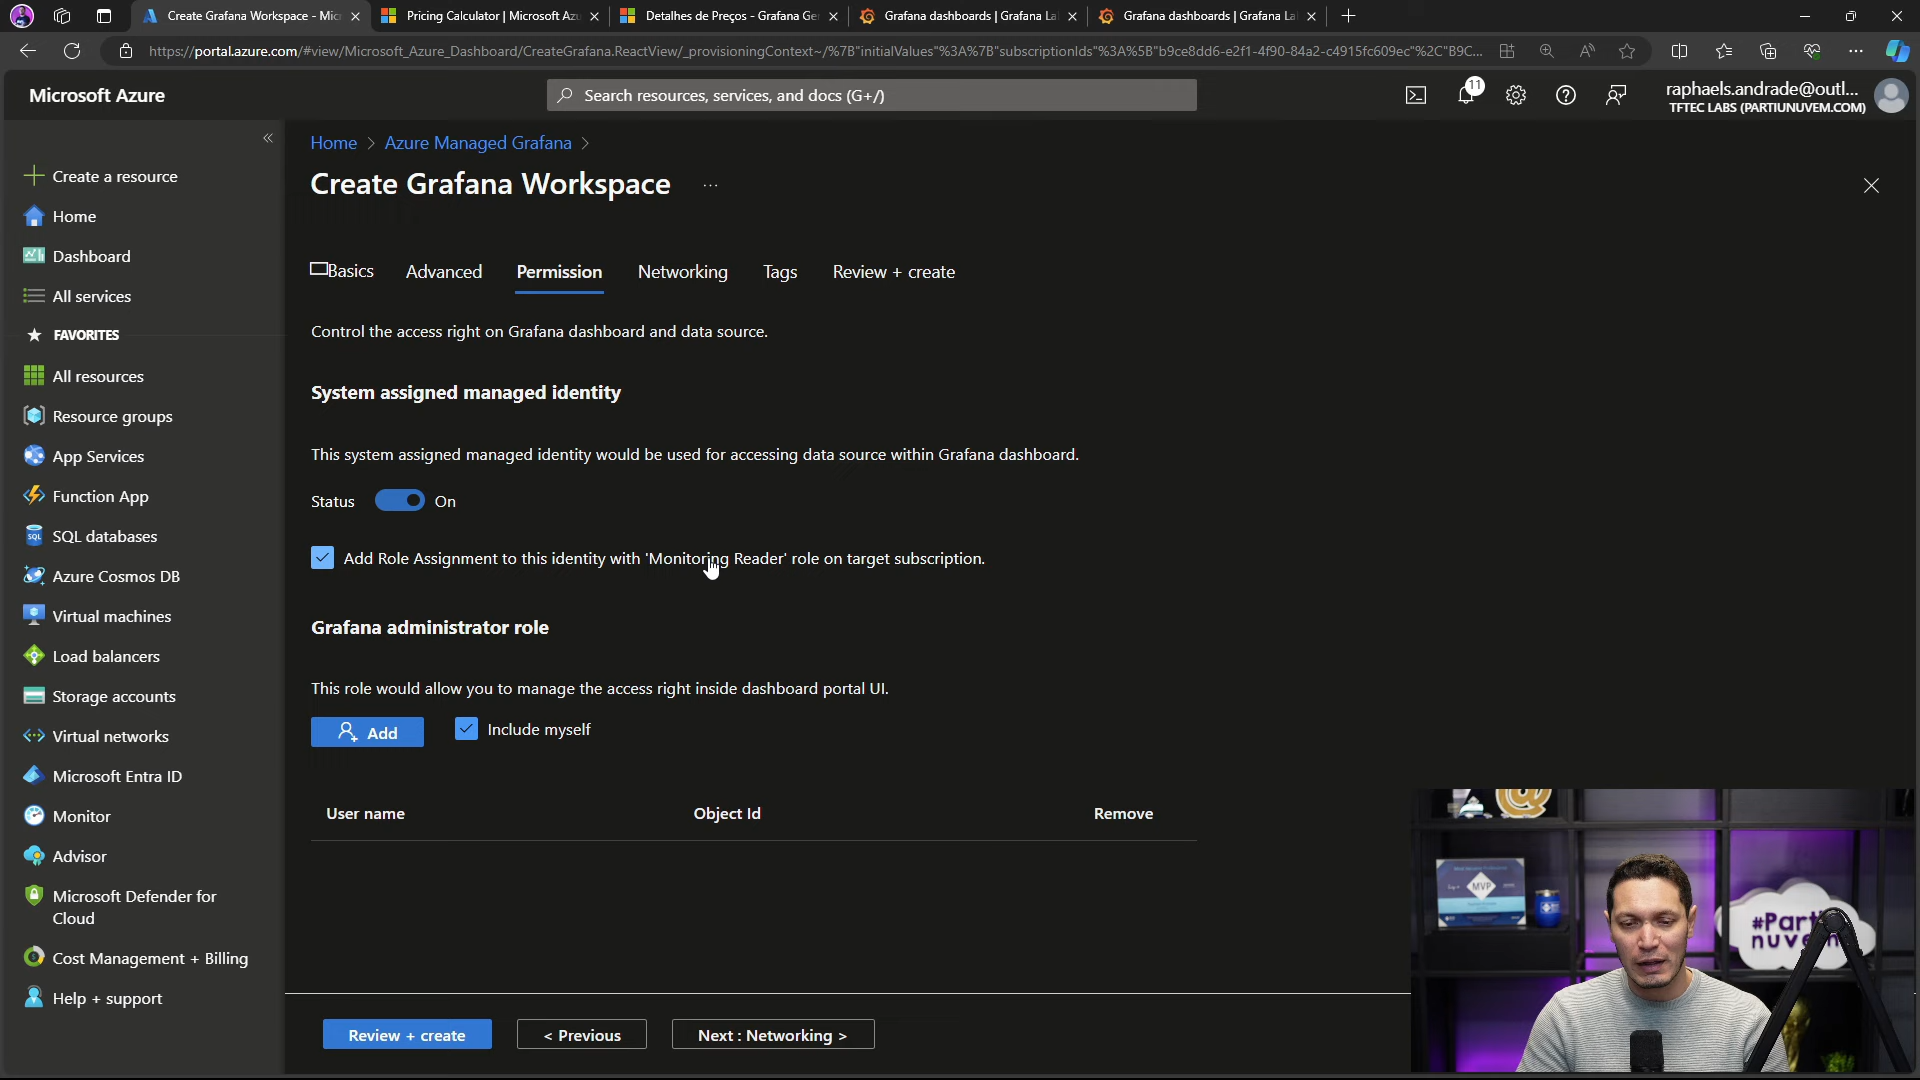 Create Grafana Workspace - Mic
Pricing Calculator | Microsoft Azu
Detalhes de Preços - Grafana Ger
Grafana dashboards | Grafana La
Grafana dashboards | Grafana La
https://portal.azure.com/#view/Microsoft_Azure_Dashboard/CreateGrafana.ReactView/_provisioningContext~/%7B"initialValues"%3A%7B"subscriptionIds"%3A%5B"b9ce8dd6-e2f1-4f90-84a2-c4915fc609ec"%2C"B9C...
Microsoft Azure
Search resources, services, and docs (G+/)
11
raphaels.andrade@outl...
TFTEC LABS (PARTIUNUVEM.COM)
Home > Azure Managed Grafana >
Create Grafana Workspace ...
Create a resource
Home
Dashboard
All services
FAVORITES
All resources
Resource groups
App Services
Function App
SQL databases
Azure Cosmos DB
Virtual machines
Load balancers
Storage accounts
Virtual networks
Microsoft Entra ID
Monitor
Advisor
Microsoft Defender for
Cloud
Cost Management + Billing
Help + support
Basics Advanced Permission Networking Tags Review + create
Control the access right on Grafana dashboard and data source.
System assigned managed identity
This system assigned managed identity would be used for accessing data source within Grafana dashboard.
Status On
Add Role Assignment to this identity with 'Monitoring Reader' role on target subscription.
Grafana administrator role
This role would allow you to manage the access right inside dashboard portal UI.
Add Include myself
User name Object Id Remove
MVP
Review + create < Previous Next : Networking >